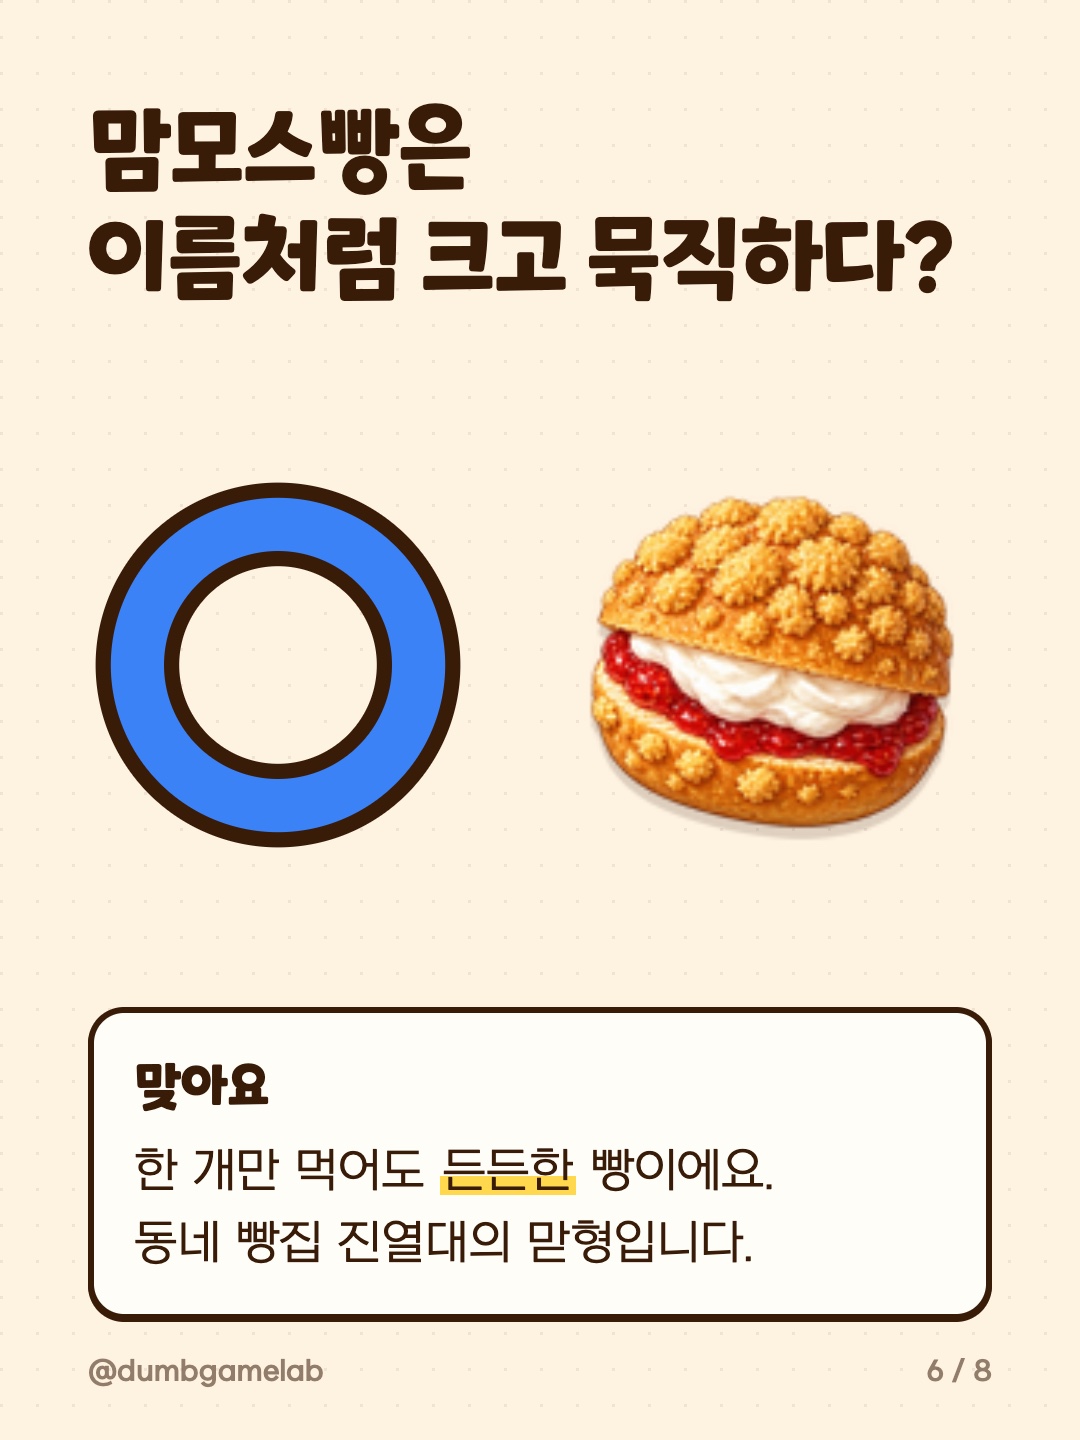 맘모스빵은
이름처럼 크고 묵직하다?
맞아요
한 개만 먹어도 든든한 빵이에요.
동네 빵집 진열대의 맏형입니다.
@dumbgamelab
6 / 8